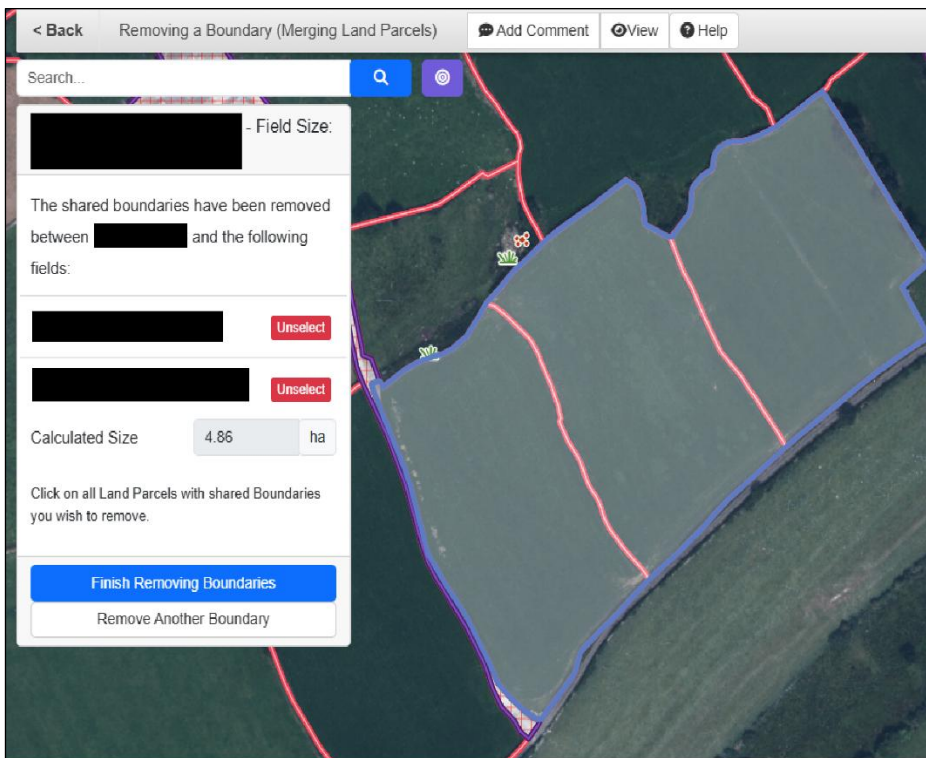 < Back Removing a Boundary (Merging Land Parcels) Add Comment View Help
Search...
- Field Size:
The shared boundaries have been removed
between and the following
fields:
Unselect
Unselect
Calculated Size 4.86 ha
Click on all Land Parcels with shared Boundaries
you wish to remove.
Finish Removing Boundaries
Remove Another Boundary